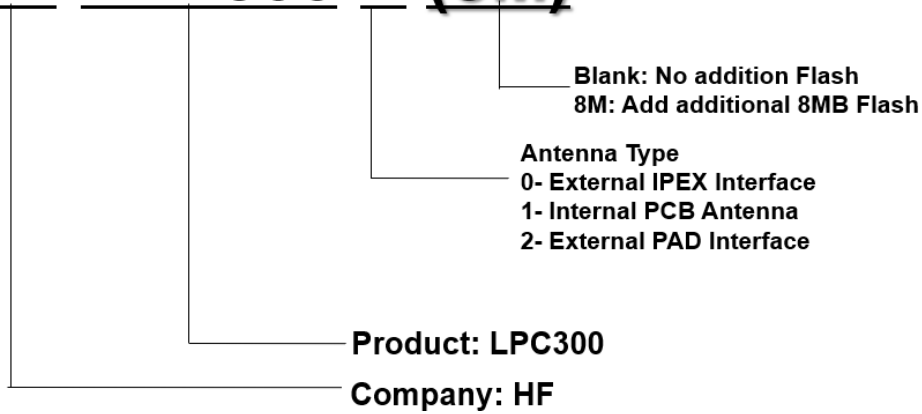 Blank: No addition Flash
8M: Add additional 8MB Flash
Antenna Type
0- External IPEX Interface
1- Internal PCB Antenna
2- External PAD Interface
Product: LPC300
Company: HF